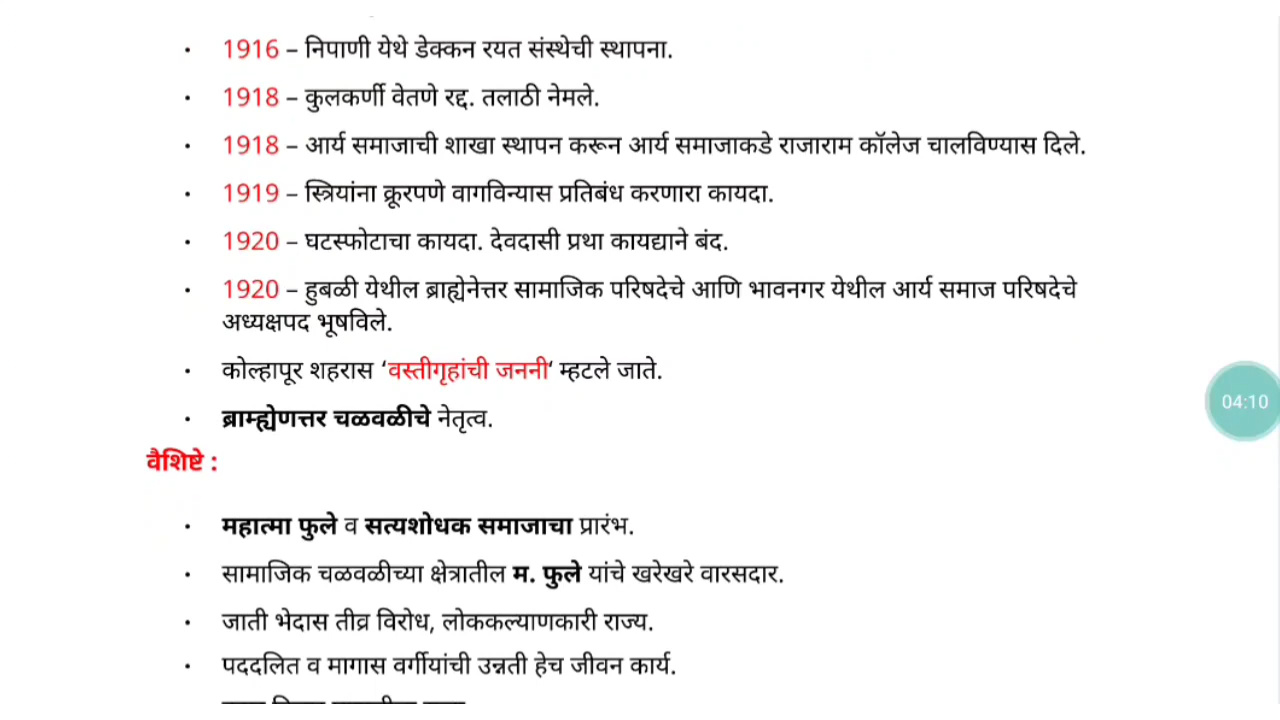 • 1916 – निपाणी येथे डेक्कन रयत संस्थेची स्थापना.
• 1918 – कुलकर्णी वेतणे रद्द. तलाठी नेमले.
• 1918 – आर्य समाजाची शाखा स्थापन करून आर्य समाजाकडे राजाराम कॉलेज चालविण्यास दिले.
• 1919 – स्त्रियांना क्रूरपणे वागविन्यास प्रतिबंध करणारा कायदा.
• 1920 – घटस्फोटाचा कायदा. देवदासी प्रथा कायद्याने बंद.
• 1920 – हुबळी येथील ब्राह्येनेत्तर सामाजिक परिषदेचे आणि भावनगर येथील आर्य समाज परिषदेचे
अध्यक्षपद भूषविले.
• कोल्हापूर शहरास ‘वस्तीगृहांची जननी‘ म्हटले जाते.
• ब्राम्ह्येणत्तर चळवळीचे नेतृत्व.
04:10
वैशिष्टे :
• महात्मा फुले व सत्यशोधक समाजाचा प्रारंभ.
• सामाजिक चळवळीच्या क्षेत्रातील म. फुले यांचे खरेखरे वारसदार.
• जाती भेदास तीव्र विरोध, लोककल्याणकारी राज्य.
• पददलित व मागास वर्गीयांची उन्नती हेच जीवन कार्य.